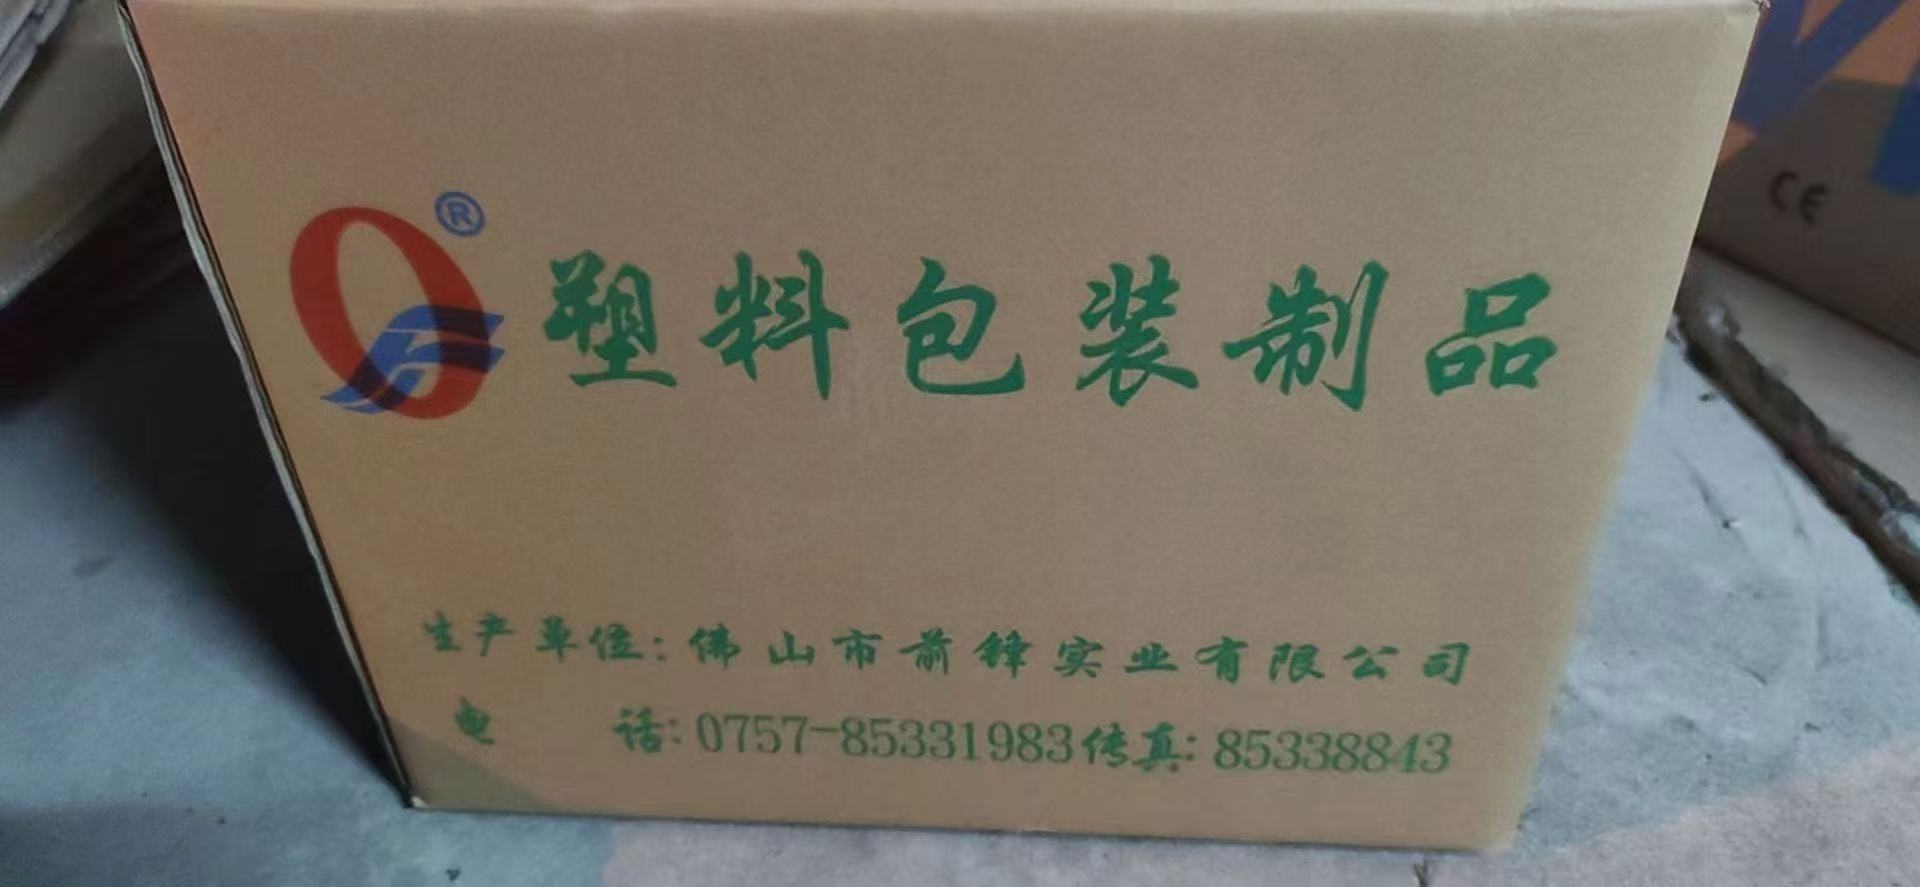 ®
塑料包装制品
生产单位:佛山市前锋实业有限公司
电 话:0757-85331983传真:85338843
CE